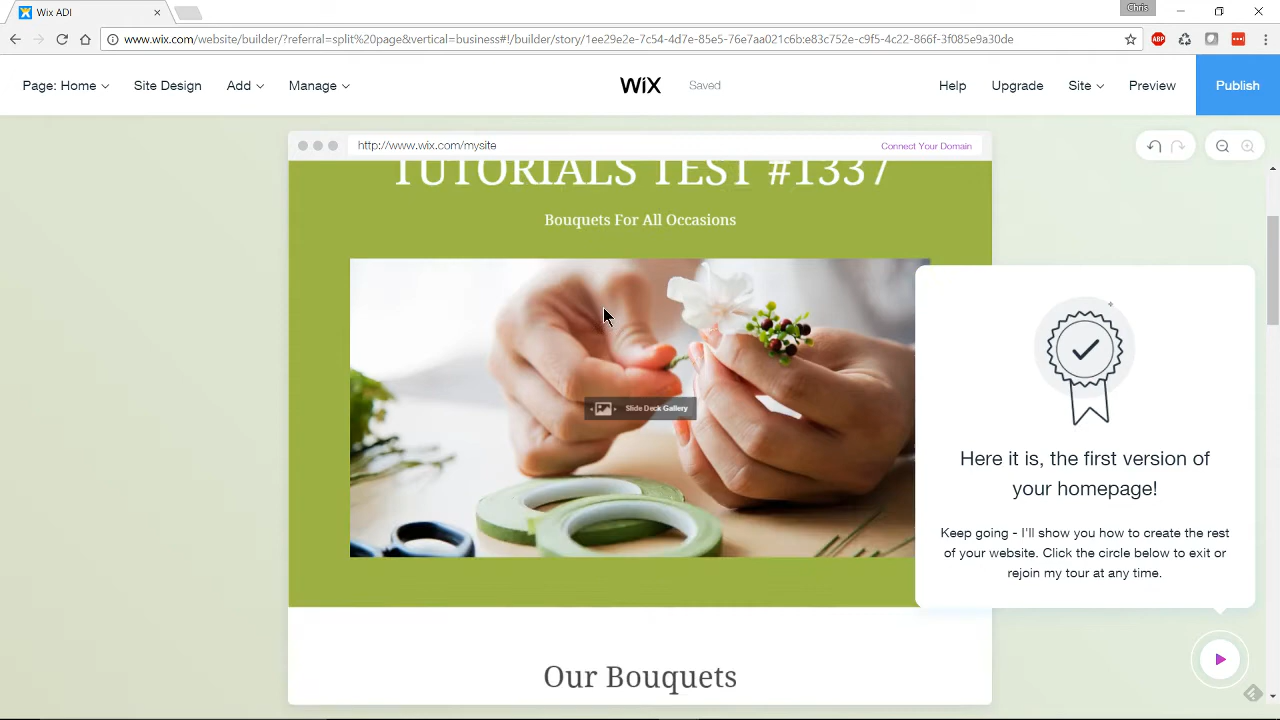 Wix ADI
Chris
www.wix.com/website/builder/?referral=split%20page&vertical=business#!/builder/story/1ee29e2e-7c54-4d7e-85e5-76e7aa021c6b:e83c752e-c9f5-4c22-866f-3f085e9a30de
ABP
Page: Home
Site Design
Add
Manage
WiX
Saved
Help
Upgrade
Site
Preview
Publish
http://www.wix.com/mysite
Connect Your Domain
TUTORIALS TEST #1337
Bouquets For All Occasions
Slide Deck Gallery
Here it is, the first version of
your homepage!
Keep going - I'll show you how to create the rest
of your website. Click the circle below to exit or
rejoin my tour at any time.
Our Bouquets